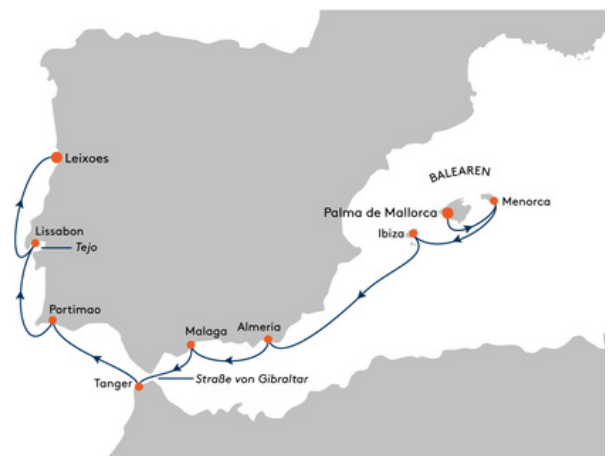 BALEAREN
Leixoes
Menorca
Palma de Mallorca
Ibiza
Lissabon
Tejo
Portimao
Malaga
Almeria
Tanger
Straße von Gibraltar